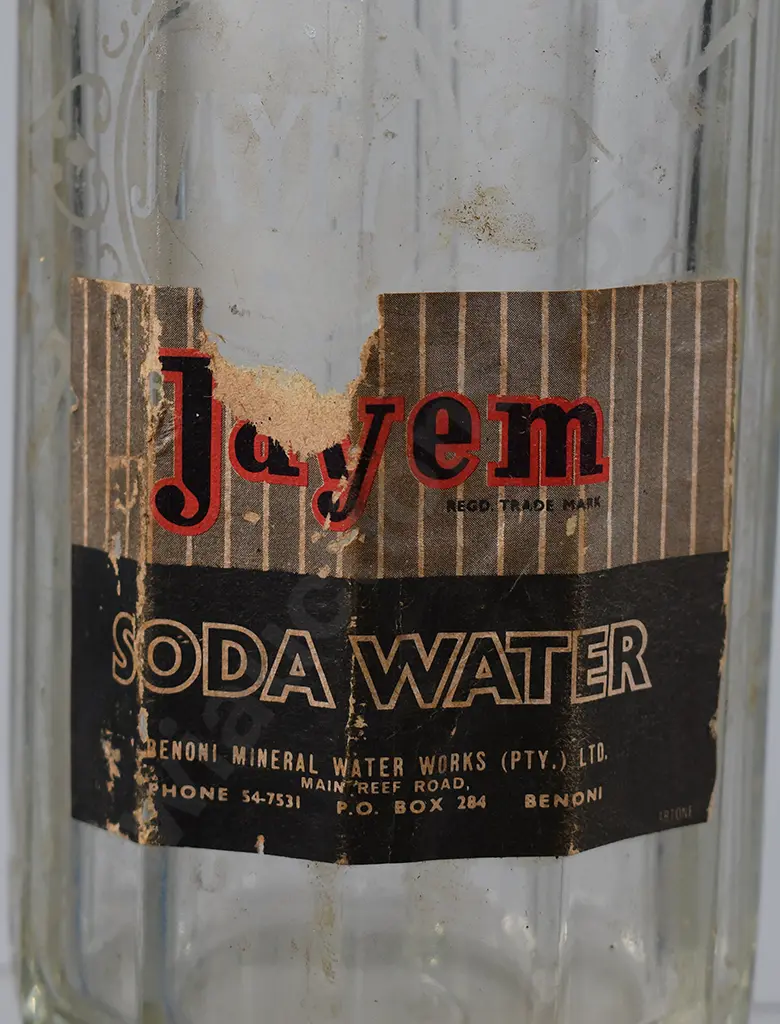 Jayem
REGD. TRADE MARK
SODA WATER
BENONI MINERAL WATER WORKS (PTY.) LTD.
MAIN REEF ROAD,
PHONE 54-7531 P.O. BOX 284 BENONI